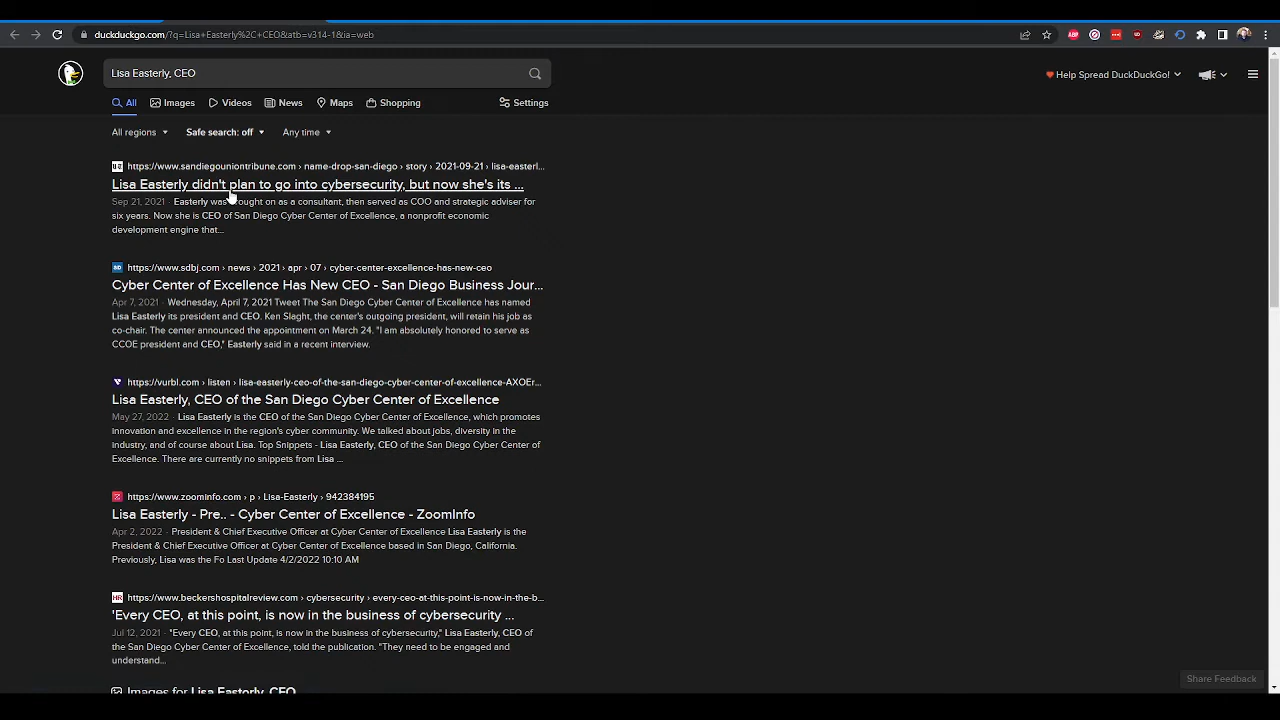 duckduckgo.com/?q=Lisa+Easterly%2C+CEO&atb=v314-1&ia=web
Lisa Easterly, CEO
Help Spread DuckDuckGo!
All Images Videos News Maps Shopping Settings
All regions Safe search: off Any time
https://www.sandiegouniontribune.com › name-drop-san-diego › story › 2021-09-21 › lisa-easterl...
Lisa Easterly didn't plan to go into cybersecurity, but now she's its ...
Sep 21, 2021 · Easterly was brought on as a consultant, then served as COO and strategic adviser for
six years. Now she is CEO of San Diego Cyber Center of Excellence, a nonprofit economic
development engine that...
https://www.sdbj.com › news › 2021 › apr › 07 › cyber-center-excellence-has-new-ceo
Cyber Center of Excellence Has New CEO - San Diego Business Jour...
Apr 7, 2021 · Wednesday, April 7, 2021 Tweet The San Diego Cyber Center of Excellence has named
Lisa Easterly its president and CEO. Ken Slaght, the center's outgoing president, will retain his job as
co-chair. The center announced the appointment on March 24. "I am absolutely honored to serve as
CCOE president and CEO," Easterly said in a recent interview.
https://vurbl.com › listen › lisa-easterly-ceo-of-the-san-diego-cyber-center-of-excellence-AXOEr...
Lisa Easterly, CEO of the San Diego Cyber Center of Excellence
May 27, 2022 · Lisa Easterly is the CEO of the San Diego Cyber Center of Excellence, which promotes
innovation and excellence in the region's cyber community. We talked about jobs, diversity in the
industry, and of course about Lisa. Top Snippets - Lisa Easterly, CEO of the San Diego Cyber Center of
Excellence. There are currently no snippets from Lisa ...
https://www.zoominfo.com › p › Lisa-Easterly › 942384195
Lisa Easterly - Pre.. - Cyber Center of Excellence - ZoomInfo
Apr 2, 2022 · President & Chief Executive Officer at Cyber Center of Excellence Lisa Easterly is the
President & Chief Executive Officer at Cyber Center of Excellence based in San Diego, California.
Previously, Lisa was the Fo Last Update 4/2/2022 10:10 AM
https://www.beckershospitalreview.com › cybersecurity › every-ceo-at-this-point-is-now-in-the-b...
'Every CEO, at this point, is now in the business of cybersecurity ...
Jul 12, 2021 · "Every CEO, at this point, is now in the business of cybersecurity," Lisa Easterly, CEO of
the San Diego Cyber Center of Excellence, told the publication. "They need to be engaged and
understand...
Images for Lisa Easterly, CEO
Share Feedback